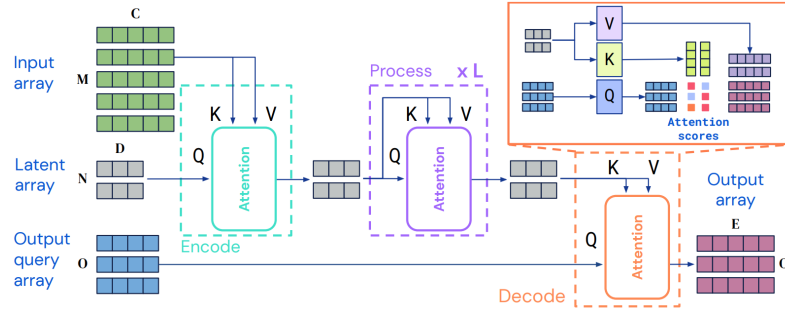 C
Input
array
M
K
V
Attention
Encode
Q
D
Latent
array
N
Process
x L
K
V
Q
Attention
V
K
Q
Attention
scores
K
V
Q
Attention
Decode
Output
array
E
O
Output
query
array
O